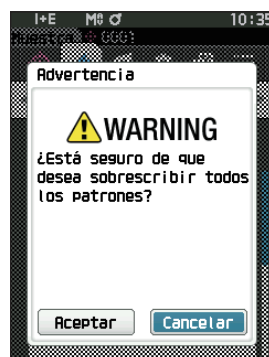 I+E M 10:35
Muestra 0001
Advertencia
WARNING
¿Está seguro de que
desea sobrescribir todos
los patrones?
Aceptar Cancelar